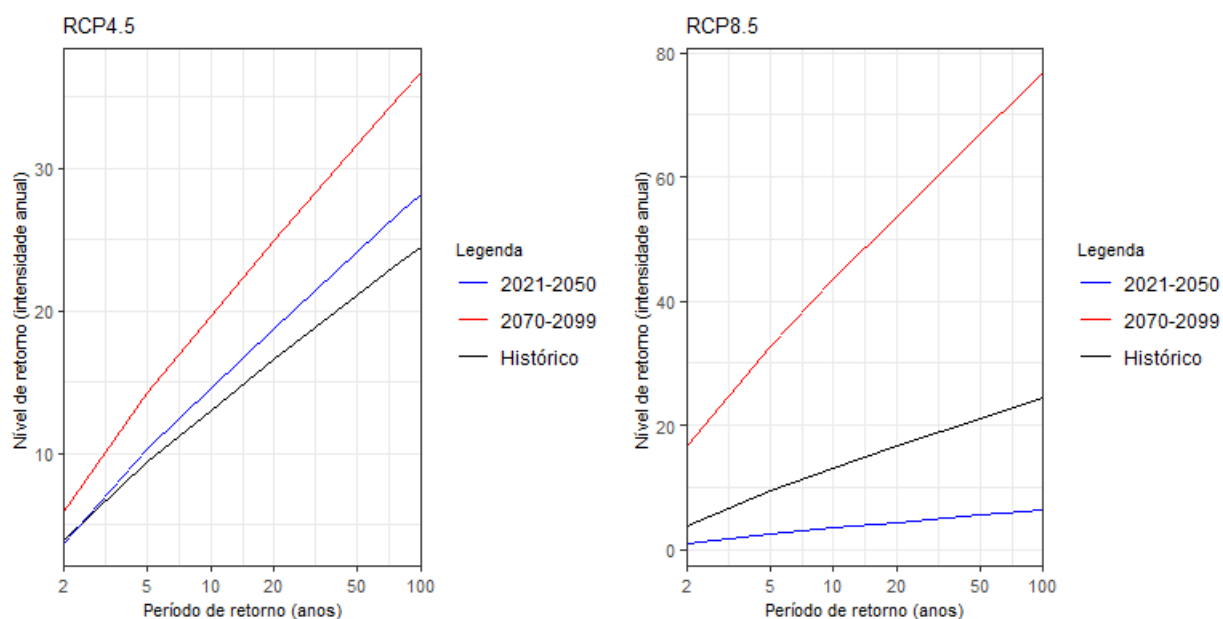 RCP4.5
Nível de retorno (intensidade anual)
30
20
10
2 5 10 20 50 100
Período de retorno (anos)
Legenda
2021-2050
2070-2099
Histórico
RCP8.5
Nível de retorno (intensidade anual)
80
60
40
20
0
2 5 10 20 50 100
Período de retorno (anos)
Legenda
2021-2050
2070-2099
Histórico